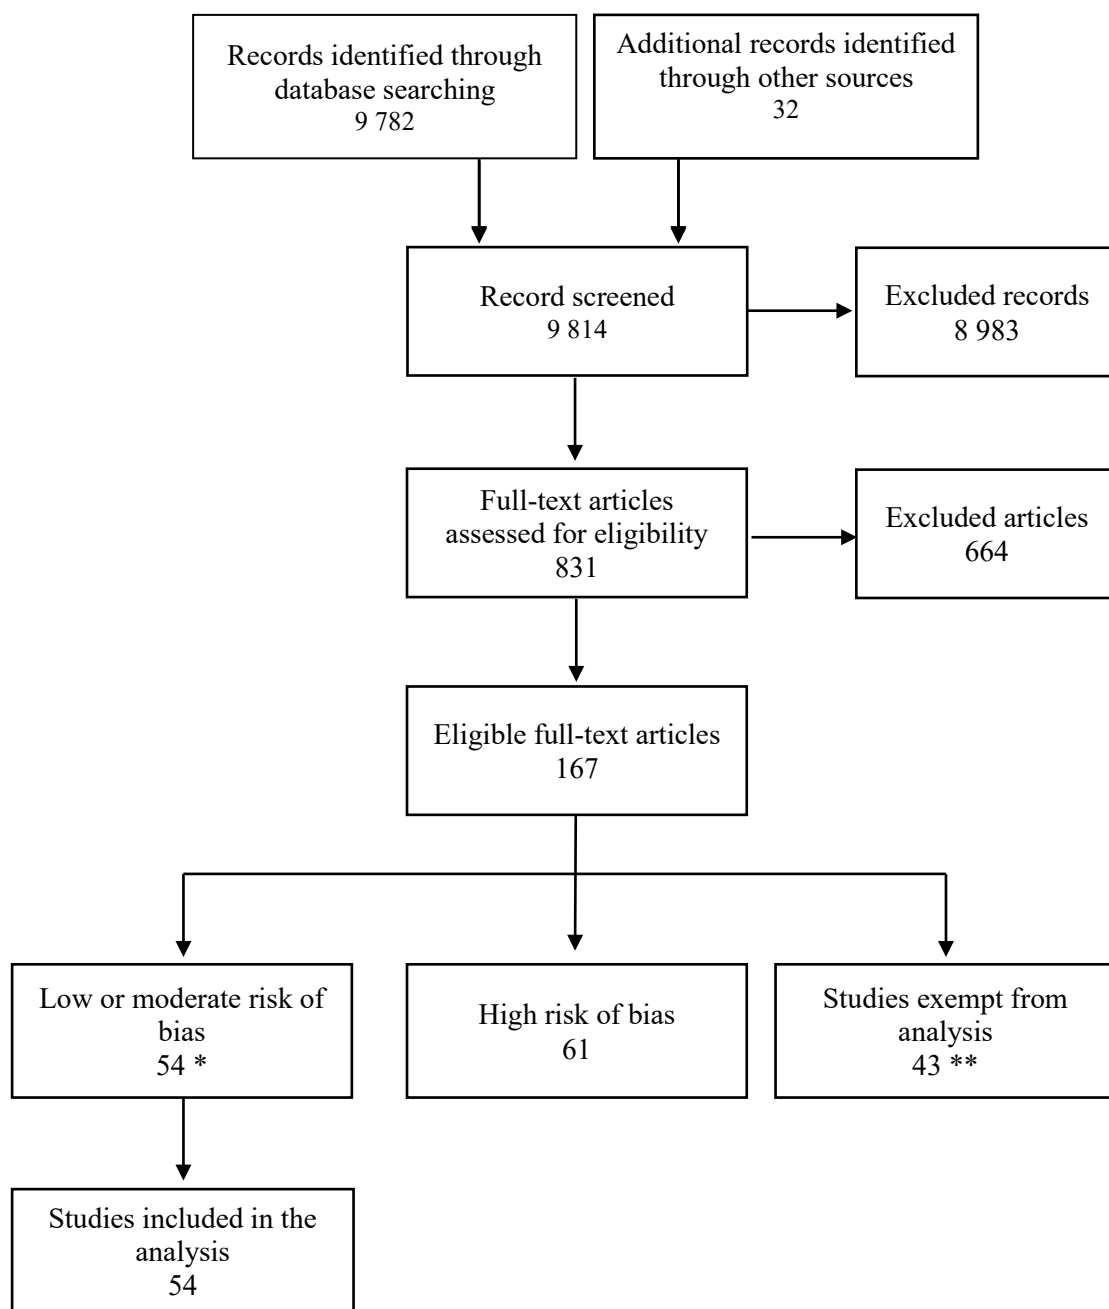 Records identified through
database searching
9 782
Additional records identified
through other sources
32
Record screened
9 814
Excluded records
8 983
Full-text articles
assessed for eligibility
831
Excluded articles
664
Eligible full-text articles
167
Low or moderate risk of
bias
54 *
High risk of bias
61
Studies exempt from
analysis
43 **
Studies included in the
analysis
54